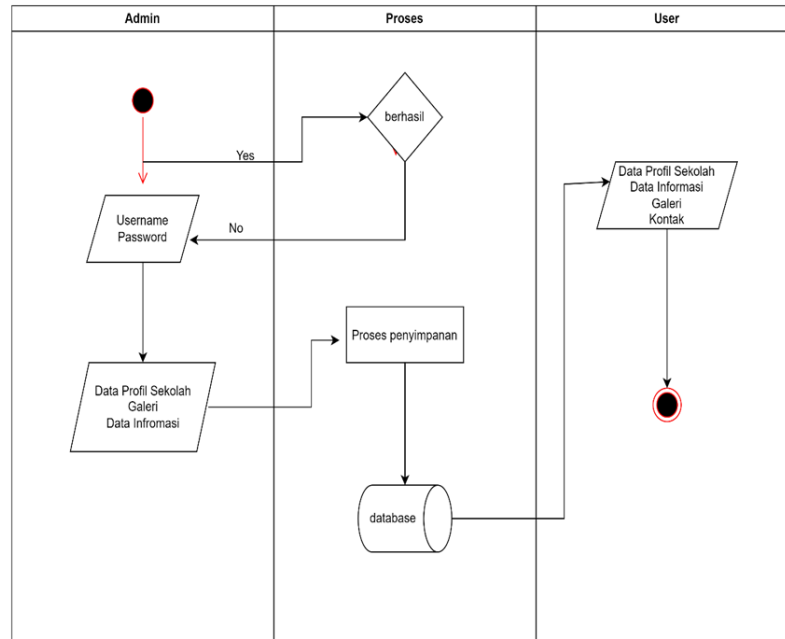 Admin
Proses
User
berhasil
Yes
Username
Password
No
Data Profil Sekolah
Data Informasi
Galeri
Kontak
Proses penyimpanan
Data Profil Sekolah
Galeri
Data Infromasi
database